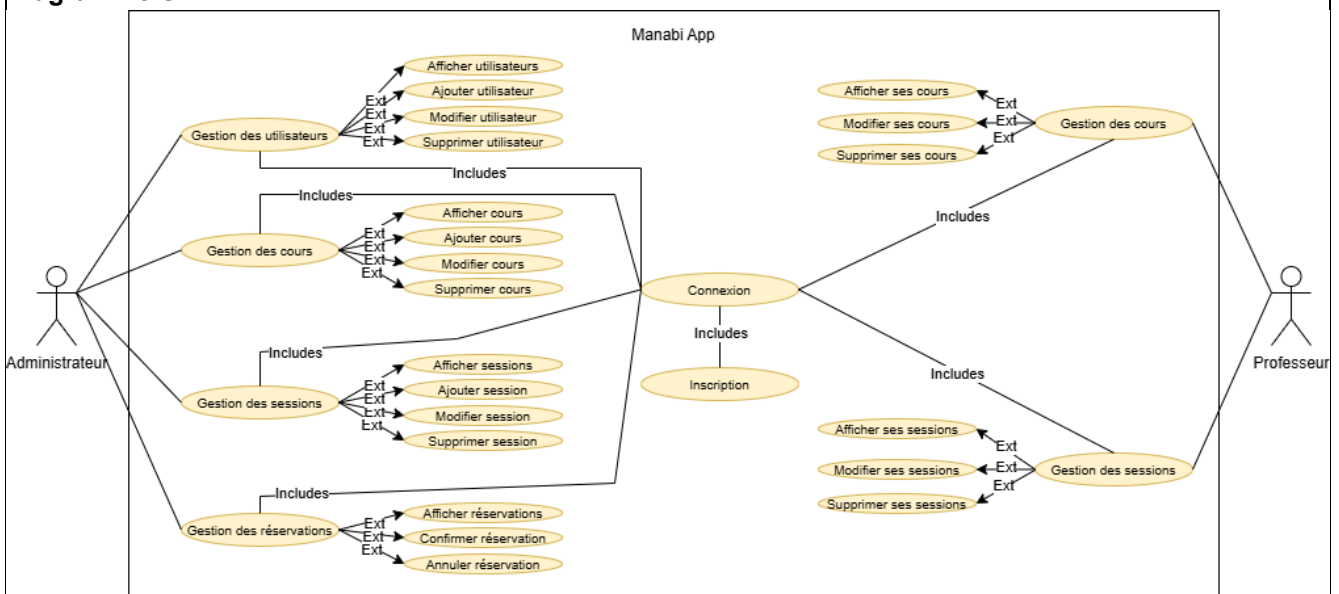 Manabi App
Afficher utilisateurs
Ajouter utilisateur
Modifier utilisateur
Supprimer utilisateur
Ext
Ext
Ext
Ext
Gestion des utilisateurs
Includes
Includes
Afficher cours
Ajouter cours
Modifier cours
Supprimer cours
Ext
Ext
Ext
Ext
Gestion des cours
Administrateur
Includes
Afficher sessions
Ajouter session
Modifier session
Supprimer session
Ext
Ext
Ext
Ext
Gestion des sessions
Includes
Afficher réservations
Confirmer réservation
Annuler réservation
Ext
Ext
Ext
Gestion des réservations
Connexion
Includes
Inscription
Afficher ses cours
Modifier ses cours
Supprimer ses cours
Ext
Ext
Ext
Gestion des cours
Includes
Professeur
Includes
Afficher ses sessions
Modifier ses sessions
Supprimer ses sessions
Ext
Ext
Ext
Gestion des sessions